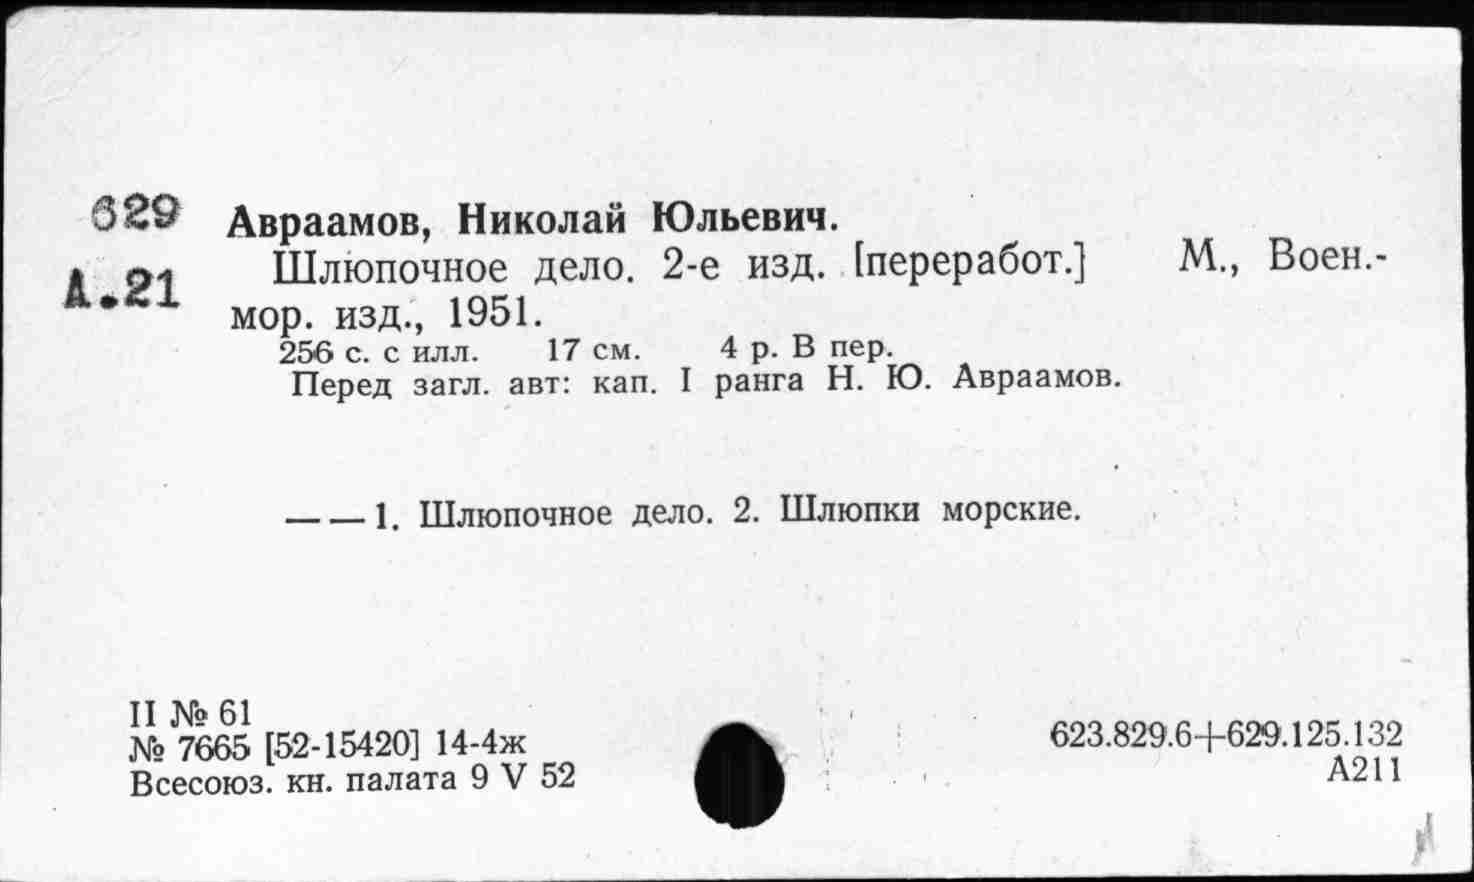 629 Авраамов, Николай Юльевич.
А.21 Шлюпочное дело. 2-е изд. [переработ.] М., Воен.-
мор. изд., 1951.
256 с. с илл. 17 см. 4 р. В пер.
Перед загл. авт: кап. I ранга Н. Ю. Авраамов.
— — 1. Шлюпочное дело. 2. Шлюпки морские.
II № 61
№ 7665 [52-15420] 14-4ж
Всесоюз. кн. палата 9 V 52
623.829.6+629.125.132
А211